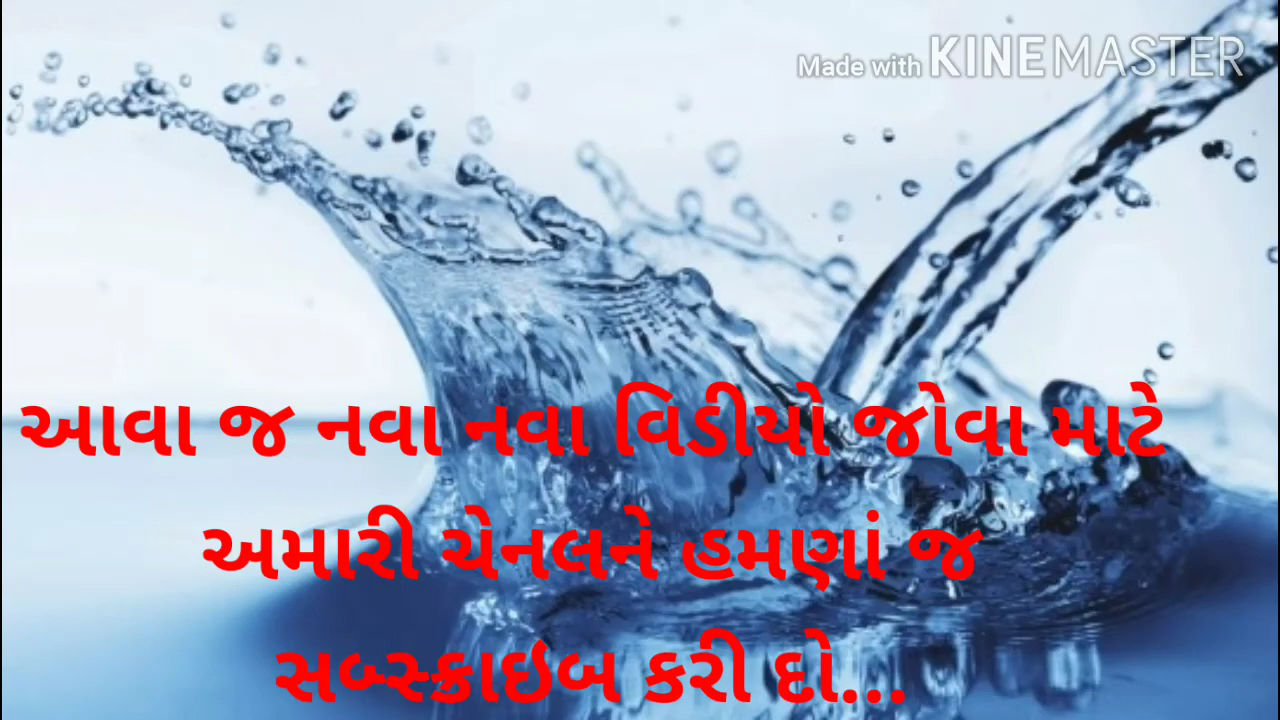 Made with KINEMASTER
આવા જ નવા નવા વિડીયો જોવા માટે
અમારી ચેનલને હમણાં જ
સબ્સ્ક્રાઇબ કરી દો...